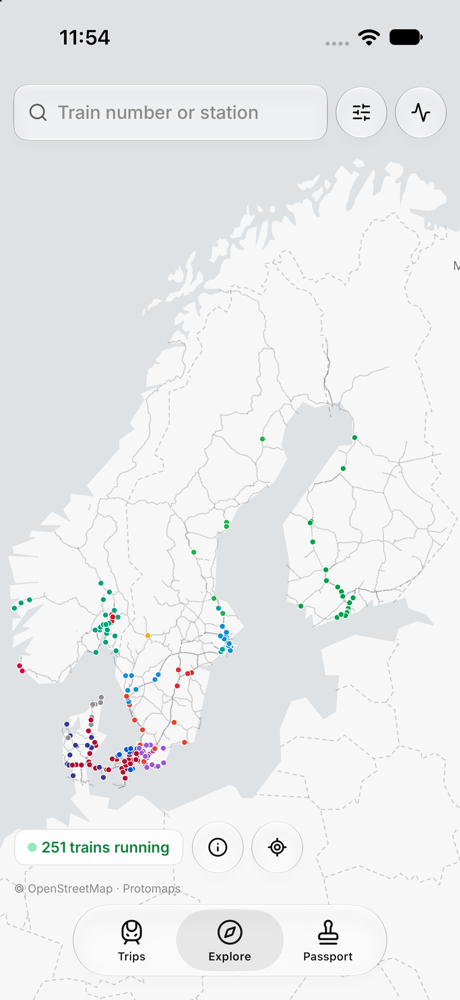 11:54
Train number or station
M
251 trains running
© OpenStreetMap · Protomaps
Trips
Explore
Passport